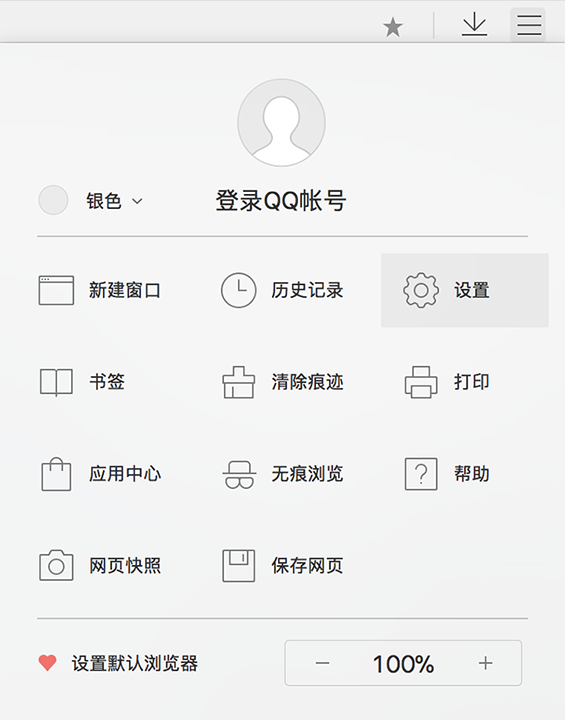 银色
登录QQ帐号
新建窗口
历史记录
设置
书签
清除痕迹
打印
应用中心
无痕浏览
帮助
网页快照
保存网页
设置默认浏览器
− 100% +